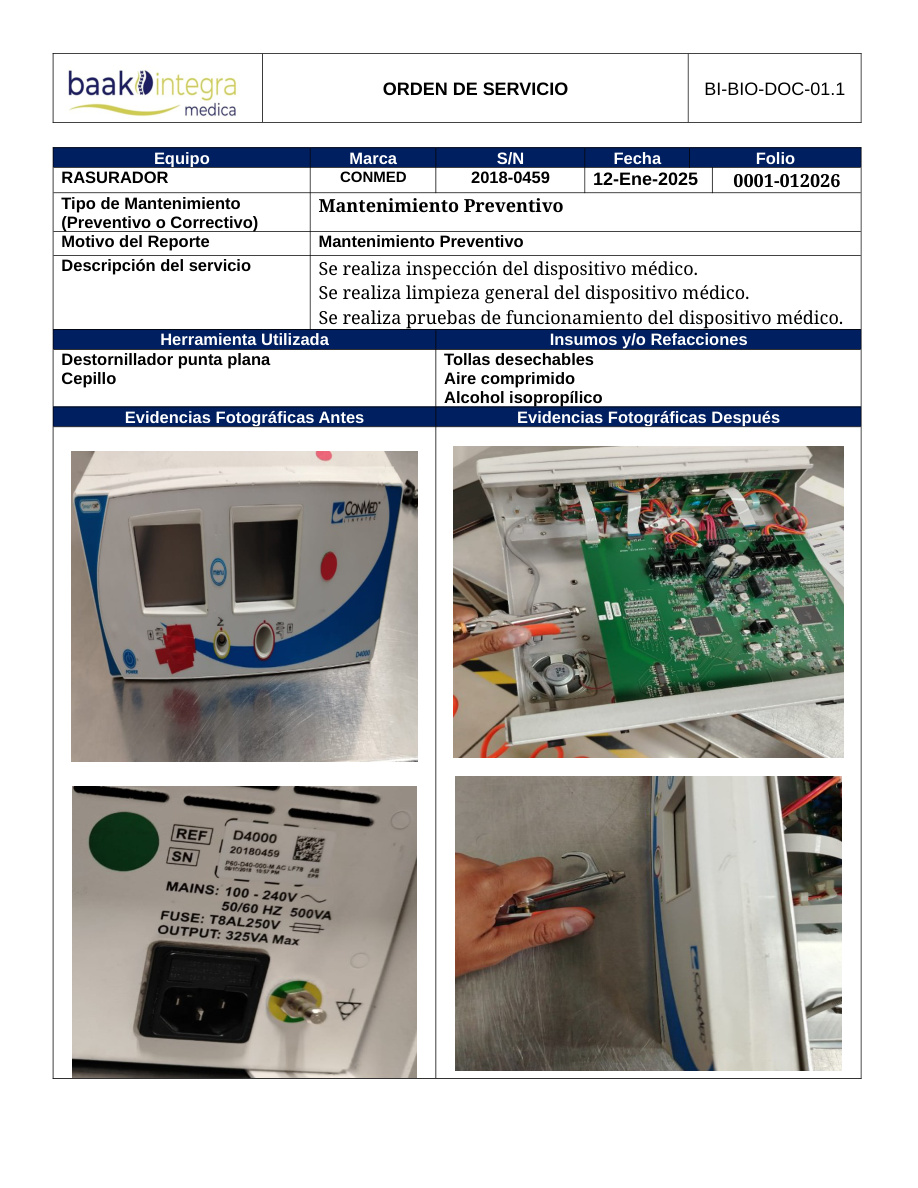 baak integra
medica
ORDEN DE SERVICIO
BI-BIO-DOC-01.1
Equipo Marca S/N Fecha Folio
RASURADOR CONMED 2018-0459 12-Ene-2025 0001-012026
Tipo de Mantenimiento
(Preventivo o Correctivo)
Mantenimiento Preventivo
Motivo del Reporte Mantenimiento Preventivo
Descripción del servicio
Se realiza inspección del dispositivo médico.
Se realiza limpieza general del dispositivo médico.
Se realiza pruebas de funcionamiento del dispositivo médico.
Herramienta Utilizada Insumos y/o Refacciones
Destornillador punta plana
Cepillo
Tollas desechables
Aire comprimido
Alcohol isopropílico
Evidencias Fotográficas Antes Evidencias Fotográficas Después
CONMED
LINVATEC
menu
POWER
D4000
REF
SN
D4000
20180459
MAINS: 100 - 240V
50/60 HZ 500VA
FUSE: T8AL250V
OUTPUT: 325VA Max
CONMED